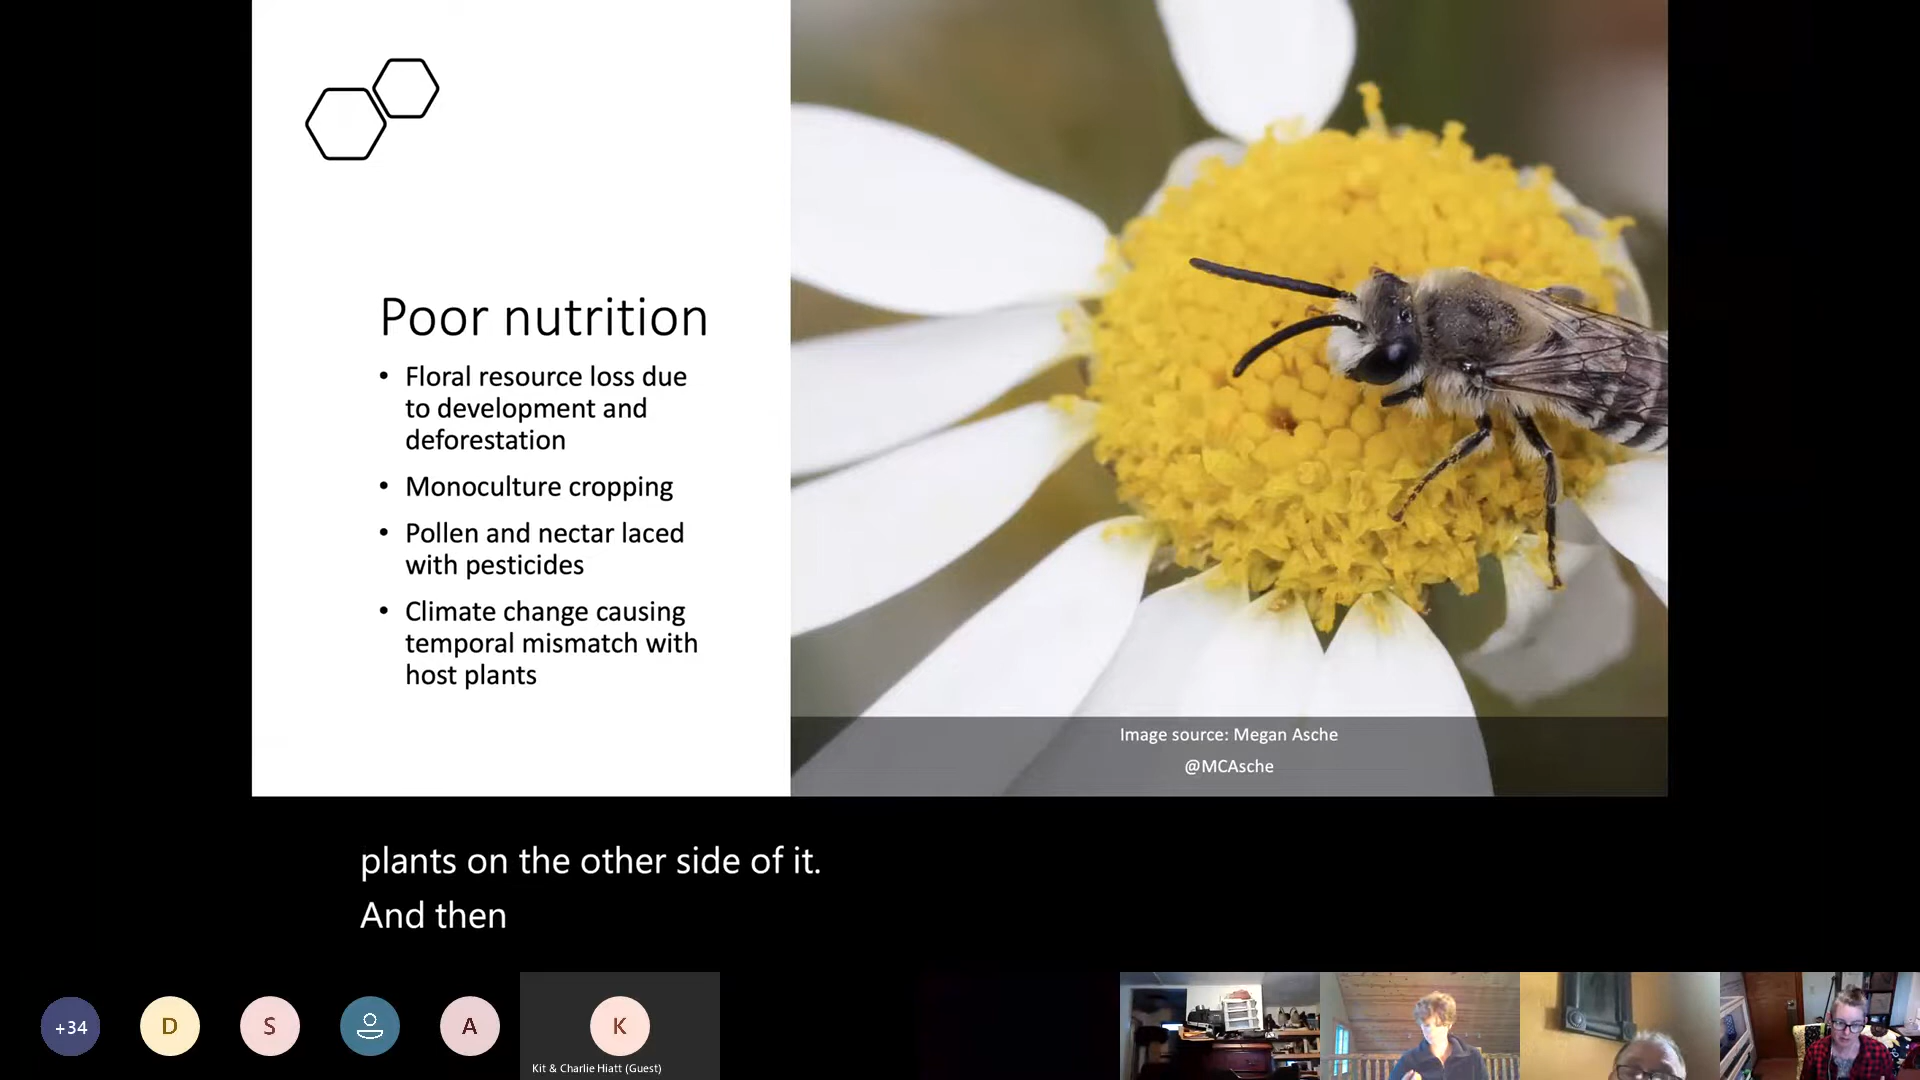 Poor nutrition
• Floral resource loss due
to development and
deforestation
• Monoculture cropping
• Pollen and nectar laced
with pesticides
• Climate change causing
temporal mismatch with
host plants
Image source: Megan Asche
@MCAsche
plants on the other side of it.
And then
+34
D
S
A
K
Kit & Charlie Hiatt (Guest)